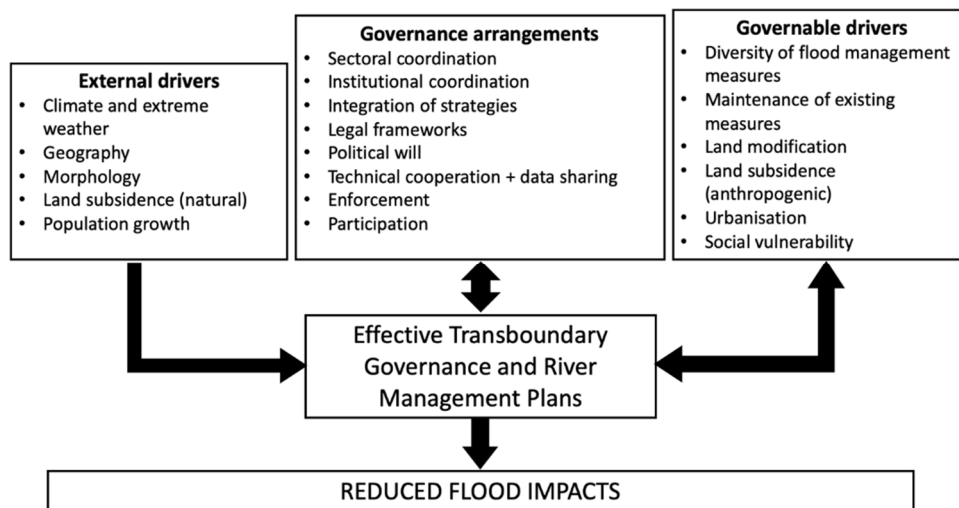 External drivers
• Climate and extreme
weather
• Geography
• Morphology
• Land subsidence (natural)
• Population growth
Governance arrangements
• Sectoral coordination
• Institutional coordination
• Integration of strategies
• Legal frameworks
• Political will
• Technical cooperation + data sharing
• Enforcement
• Participation
Governable drivers
• Diversity of flood management
measures
• Maintenance of existing
measures
• Land modification
• Land subsidence
(anthropogenic)
• Urbanisation
• Social vulnerability
Effective Transboundary
Governance and River
Management Plans
REDUCED FLOOD IMPACTS